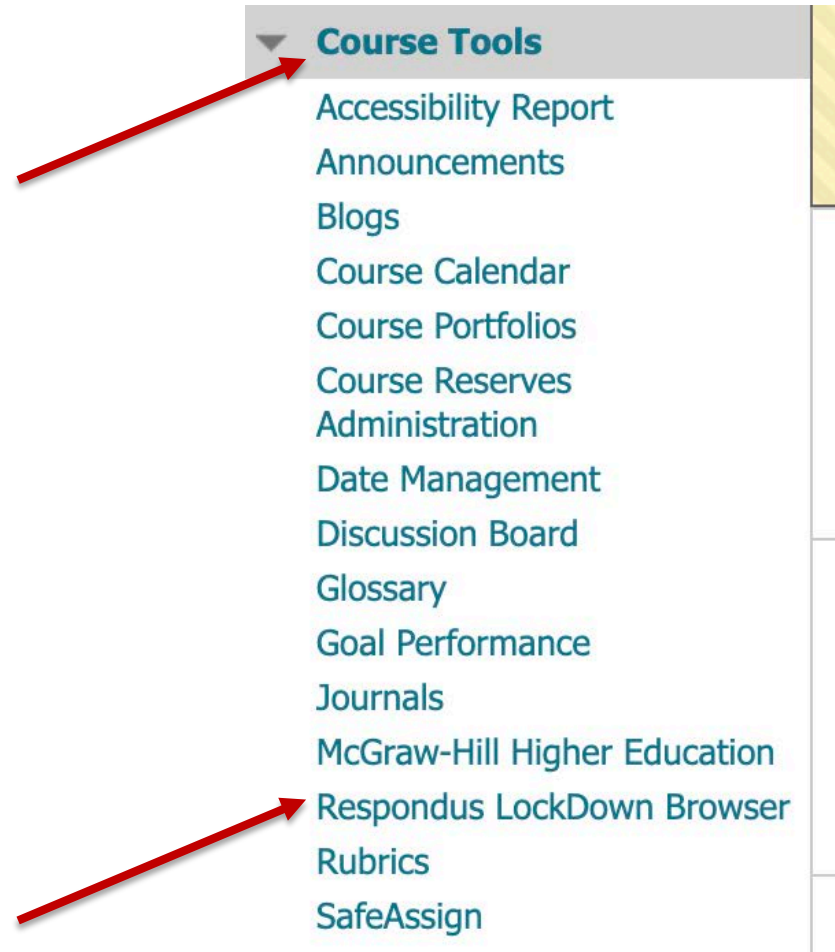 Course Tools
Accessibility Report
Announcements
Blogs
Course Calendar
Course Portfolios
Course Reserves
Administration
Date Management
Discussion Board
Glossary
Goal Performance
Journals
McGraw-Hill Higher Education
Respondus LockDown Browser
Rubrics
SafeAssign